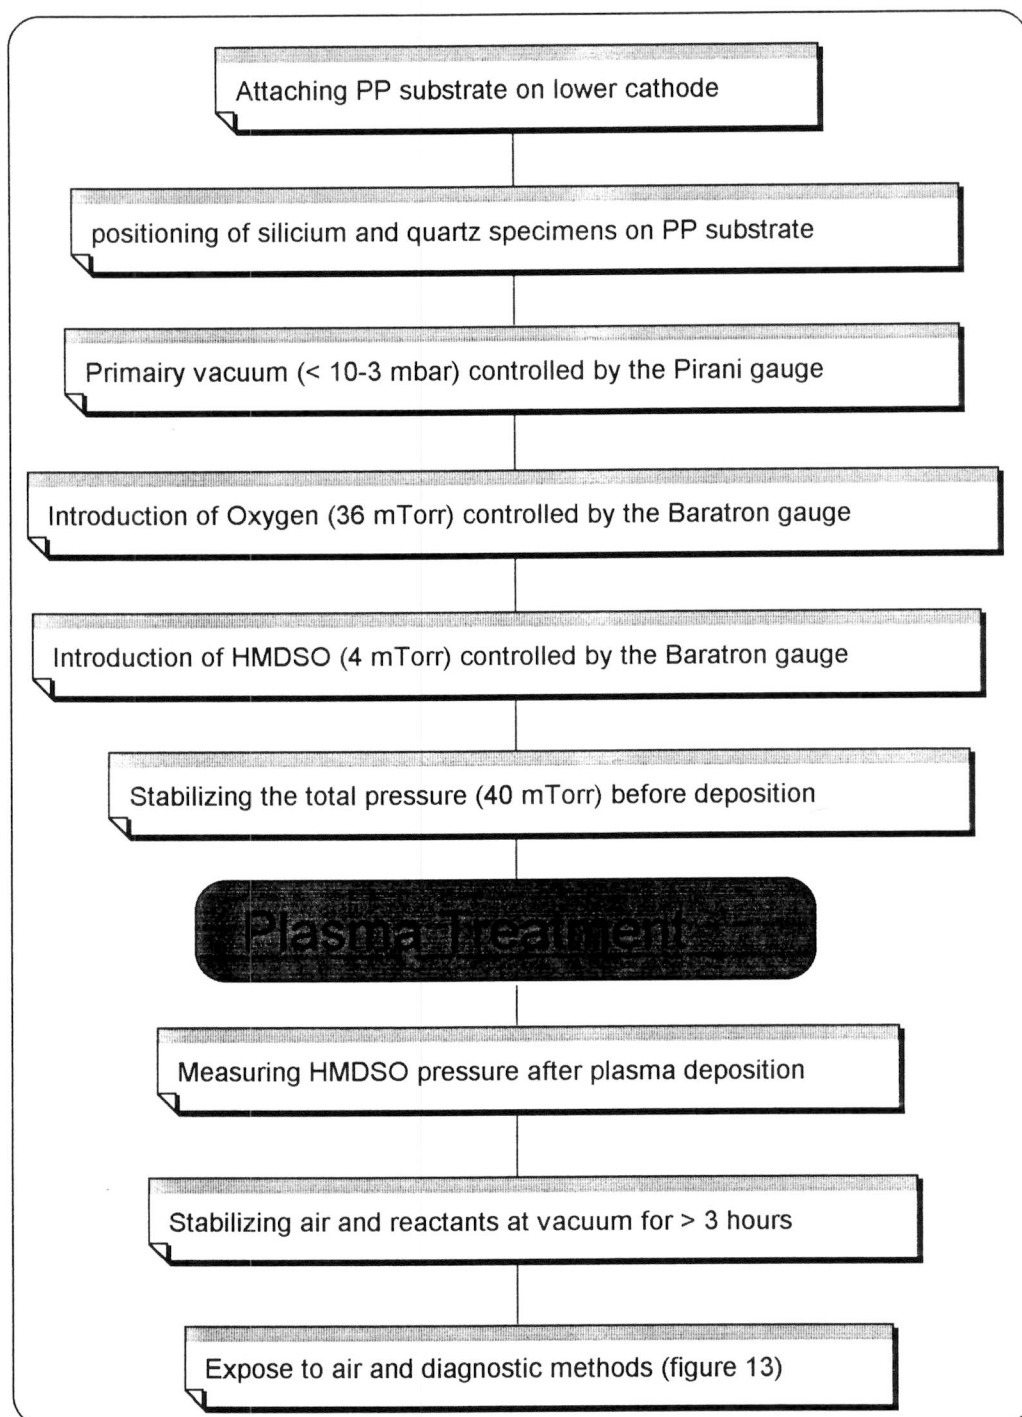 Attaching PP substrate on lower cathode
positioning of silicium and quartz specimens on PP substrate
Primairy vacuum (< 10-3 mbar) controlled by the Pirani gauge
Introduction of Oxygen (36 mTorr) controlled by the Baratron gauge
Introduction of HMDSO (4 mTorr) controlled by the Baratron gauge
Stabilizing the total pressure (40 mTorr) before deposition
Plasma Treatment
Measuring HMDSO pressure after plasma deposition
Stabilizing air and reactants at vacuum for > 3 hours
Expose to air and diagnostic methods (figure 13)